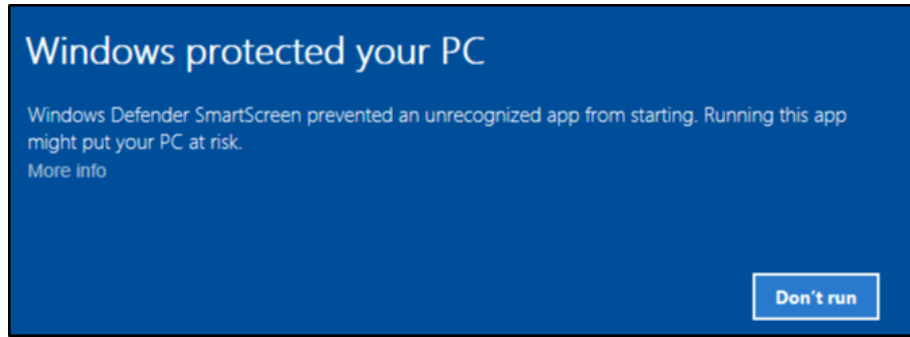 Windows protected your PC
Windows Defender SmartScreen prevented an unrecognized app from starting. Running this app
might put your PC at risk.
More info
Don't run